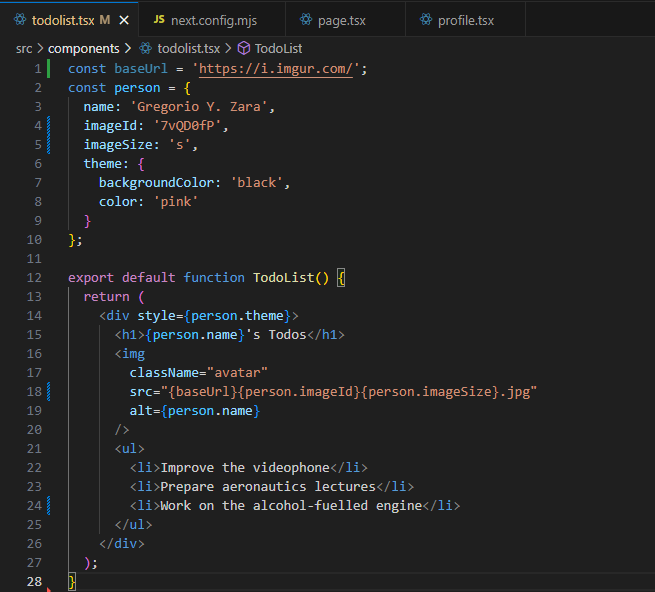 todolist.tsx M JS next.config.mjs page.tsx profile.tsx
src > components > todolist.tsx > TodoList
1 const baseUrl = 'https://i.imgur.com/';
2 const person = {
3 name: 'Gregorio Y. Zara',
4 imageId: '7vQD0fP',
5 imageSize: 's',
6 theme: {
7 backgroundColor: 'black',
8 color: 'pink'
9 }
10 };
11
12 export default function TodoList() {
13 return (
14 <div style={person.theme}>
15 <h1>{person.name}'s Todos</h1>
16 <img
17 className="avatar"
18 src="{baseUrl}{person.imageId}{person.imageSize}.jpg"
19 alt={person.name}
20 />
21 <ul>
22 <li>Improve the videophone</li>
23 <li>Prepare aeronautics lectures</li>
24 <li>Work on the alcohol-fuelled engine</li>
25 </ul>
26 </div>
27 );
28 }